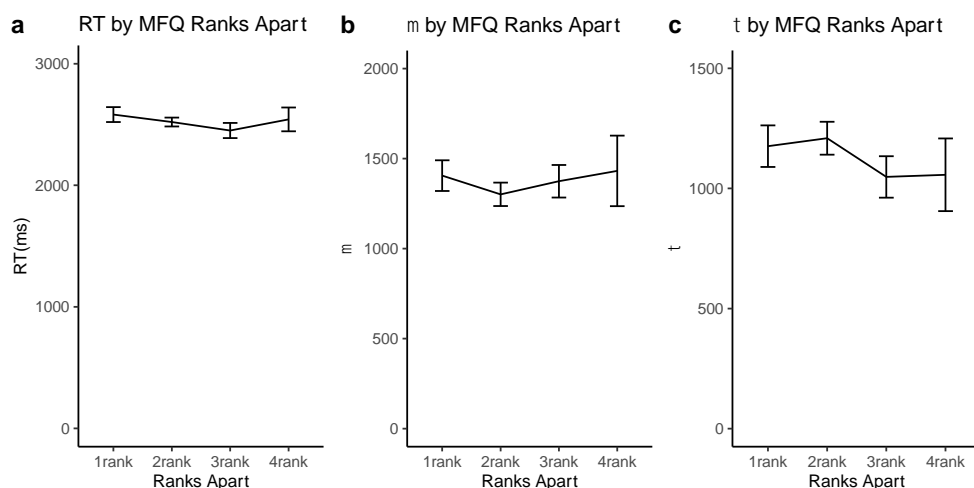 a RT by MFQ Ranks Apart
3000
2000
1000
0
RT(ms)
1rank 2rank 3rank 4rank
Ranks Apart
b m by MFQ Ranks Apart
2000
1500
1000
500
0
m
1rank 2rank 3rank 4rank
Ranks Apart
c t by MFQ Ranks Apart
1500
1000
500
0
t
1rank 2rank 3rank 4rank
Ranks Apart